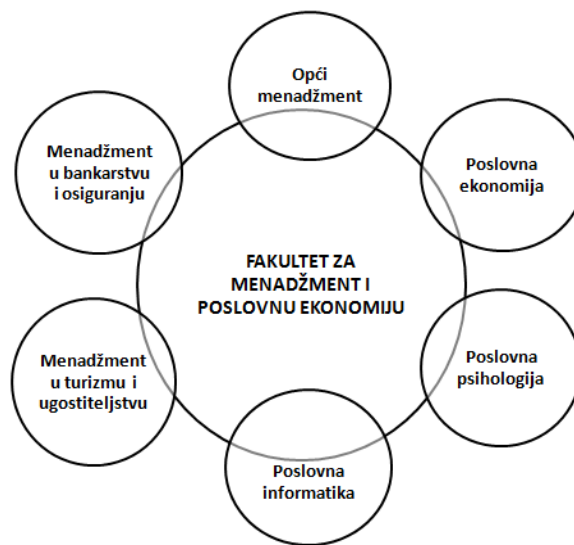 Opći
menadžment
Menadžment
u bankarstvu
i osiguranju
Poslovna
ekonomija
FAKULTET ZA
MENADŽMENT I
POSLOVNU EKONOMIJU
Menadžment
u turizmu i
ugostiteljstvu
Poslovna
psihologija
Poslovna
informatika